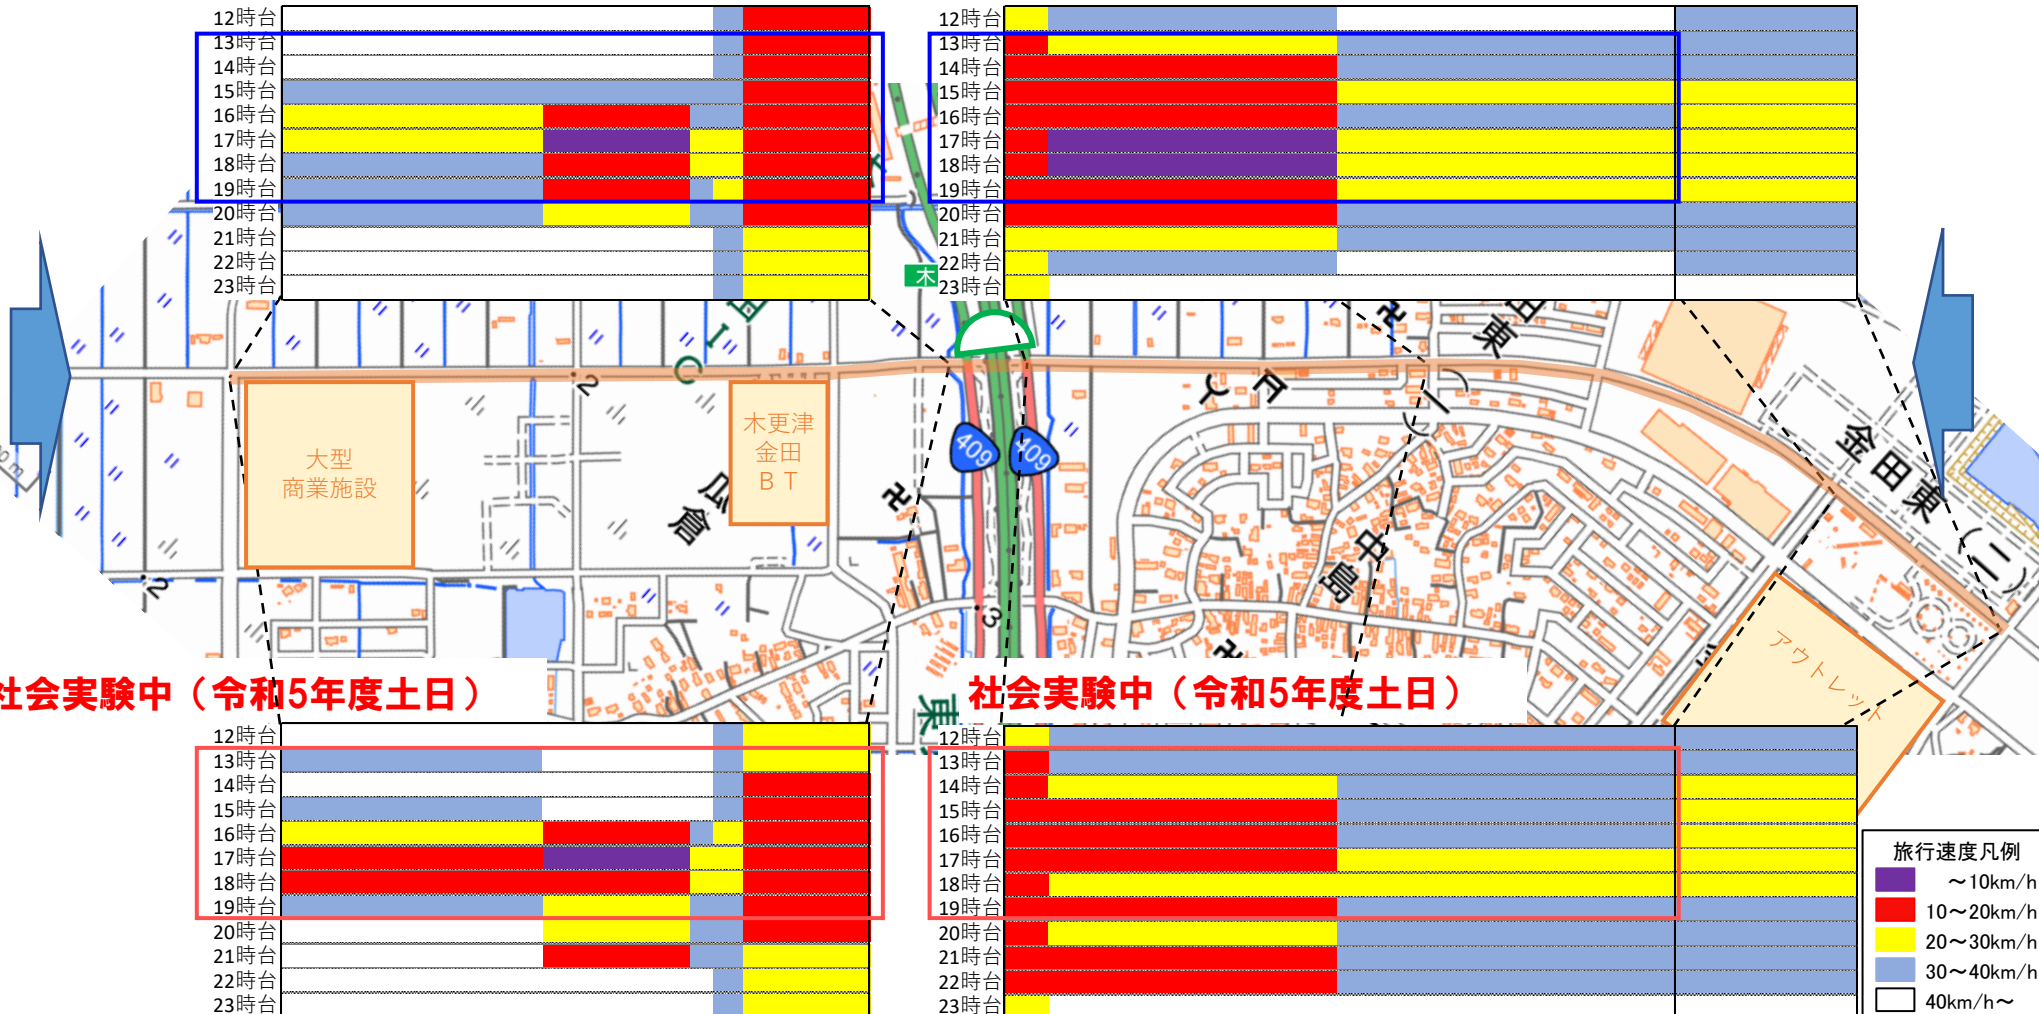 12時台
13時台
14時台
15時台
16時台
17時台
18時台
19時台
20時台
21時台
22時台
23時台
12時台
13時台
14時台
15時台
16時台
17時台
18時台
19時台
20時台
21時台
22時台
23時台
木
IC
2
大型
商業施設
木更津
金田
BT
瓜倉
409
409
中島
金田東(二)
アウトレット
2
3
東
社会実験中（令和5年度土日）
社会実験中（令和5年度土日）
12時台
13時台
14時台
15時台
16時台
17時台
18時台
19時台
20時台
21時台
22時台
23時台
12時台
13時台
14時台
15時台
16時台
17時台
18時台
19時台
20時台
21時台
22時台
23時台
旅行速度凡例
～10km/h
10～20km/h
20～30km/h
30～40km/h
40km/h～